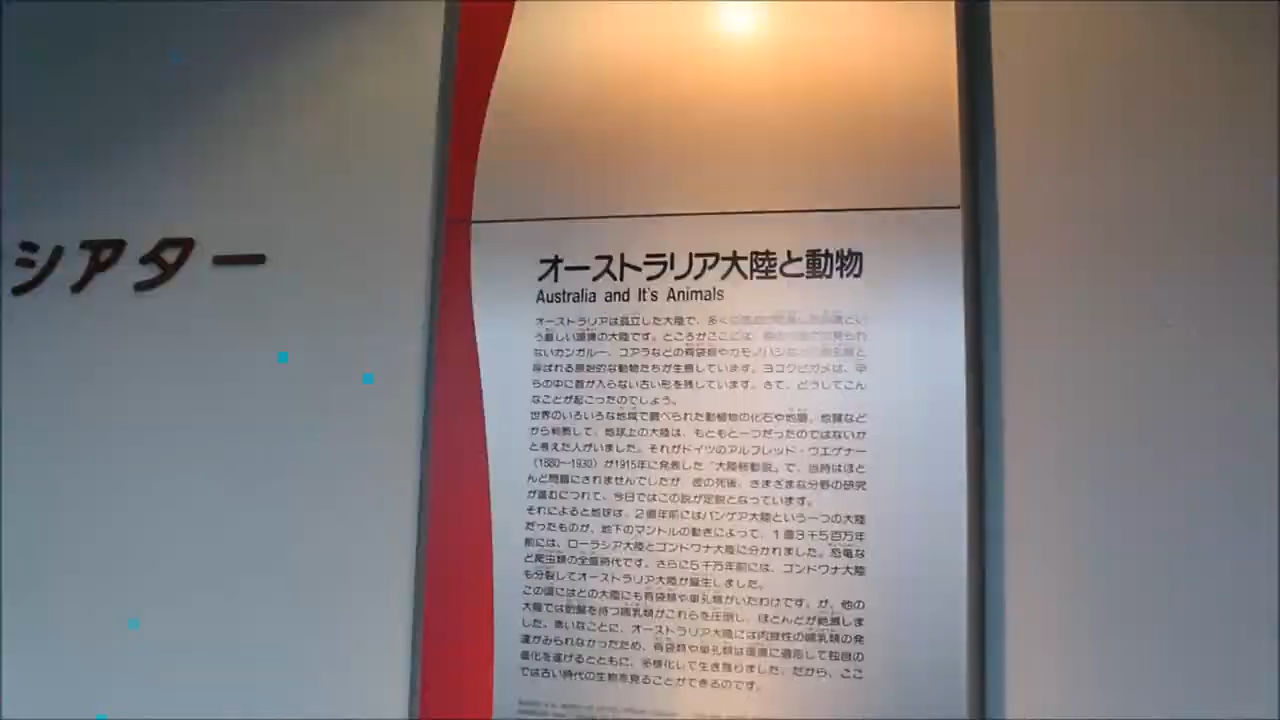 シアター
オーストラリア大陸と動物
Australia and It's Animals
オーストラリアは孤立した大陸で、多く
う厳しい環境の大陸です。ところがここには、見られ
ないカンガルー、コアラなどの有袋類やカモノハシ
呼ばれる原始的な動物たちが生息しています。ヨコクビガメは、甲
らの中に首が入らない古い形を残しています。さて、どうしてこん
なことが起こったのでしょう。
世界のいろいろな地域で調べられた動植物の化石や地層、地質など
から判断して、地球上の大陸は、もともと一つだったのではないか
と考えた人がいました。それがドイツのアルフレッド・ウエゲナー
(1880〜1930)が1915年に発表した「大陸移動説」で、当時はほと
んど問題にされませんでしたが 彼の死後、さまざまな分野の研究
が進むにつれて、今日ではこの説が定説となっています。
それによると地球は、2億年前にはパンゲア大陸という一つの大陸
だったものが、地下のマントルの動きによって、1億3千5百万年
前には、ローラシア大陸とゴンドワナ大陸に分かれました。恐竜な
ど爬虫類の全盛時代です。さらに5千万年前には、ゴンドワナ大陸
も分裂してオーストラリア大陸が誕生しました。
この頃にはどの大陸にも有袋類や単孔類がいたわけです。が、他の
大陸では胎盤を持つ哺乳類がこれらを圧倒し、ほとんどが絶滅しま
した。幸いなことに、オーストラリア大陸には肉食性の哺乳類の発
達がみられなかったため、有袋類や単孔類は環境に適応して独自の
進化を遂げるとともに、多様化して生き残りました。だから、ここ
では古い時代の生物を見ることができるのです。